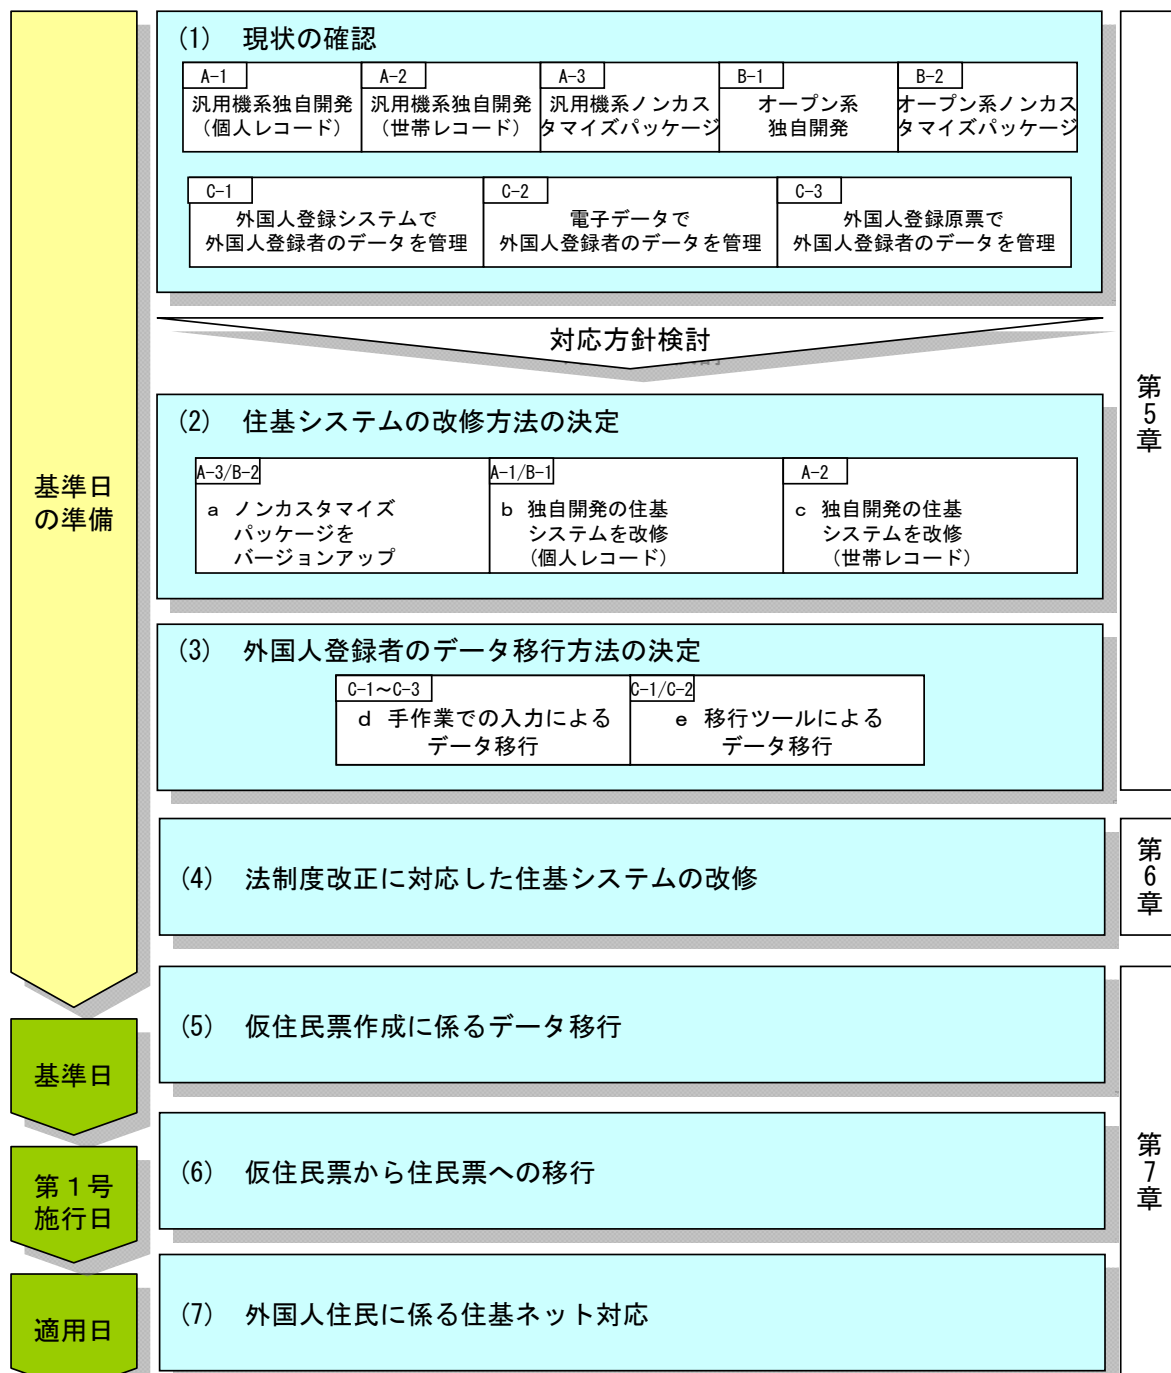 (1) 現状の確認
A-1
汎用機系独自開発
（個人レコード）
A-2
汎用機系独自開発
（世帯レコード）
A-3
汎用機系ノンカス
タマイズパッケージ
B-1
オープン系
独自開発
B-2
オープン系ノンカス
タマイズパッケージ
C-1
外国人登録システムで
外国人登録者のデータを管理
C-2
電子データで
外国人登録者のデータを管理
C-3
外国人登録原票で
外国人登録者のデータを管理
対応方針検討
(2) 住基システムの改修方法の決定
A-3/B-2
a ノンカスタマイズ
パッケージを
バージョンアップ
A-1/B-1
b 独自開発の住基
システムを改修
（個人レコード）
A-2
c 独自開発の住基
システムを改修
（世帯レコード）
(3) 外国人登録者のデータ移行方法の決定
C-1～C-3
d 手作業での入力による
データ移行
C-1/C-2
e 移行ツールによる
データ移行
第5章
基準日
の準備
(4) 法制度改正に対応した住基システムの改修
第6章
(5) 仮住民票作成に係るデータ移行
基準日
(6) 仮住民票から住民票への移行
第１号
施行日
(7) 外国人住民に係る住基ネット対応
適用日
第7章